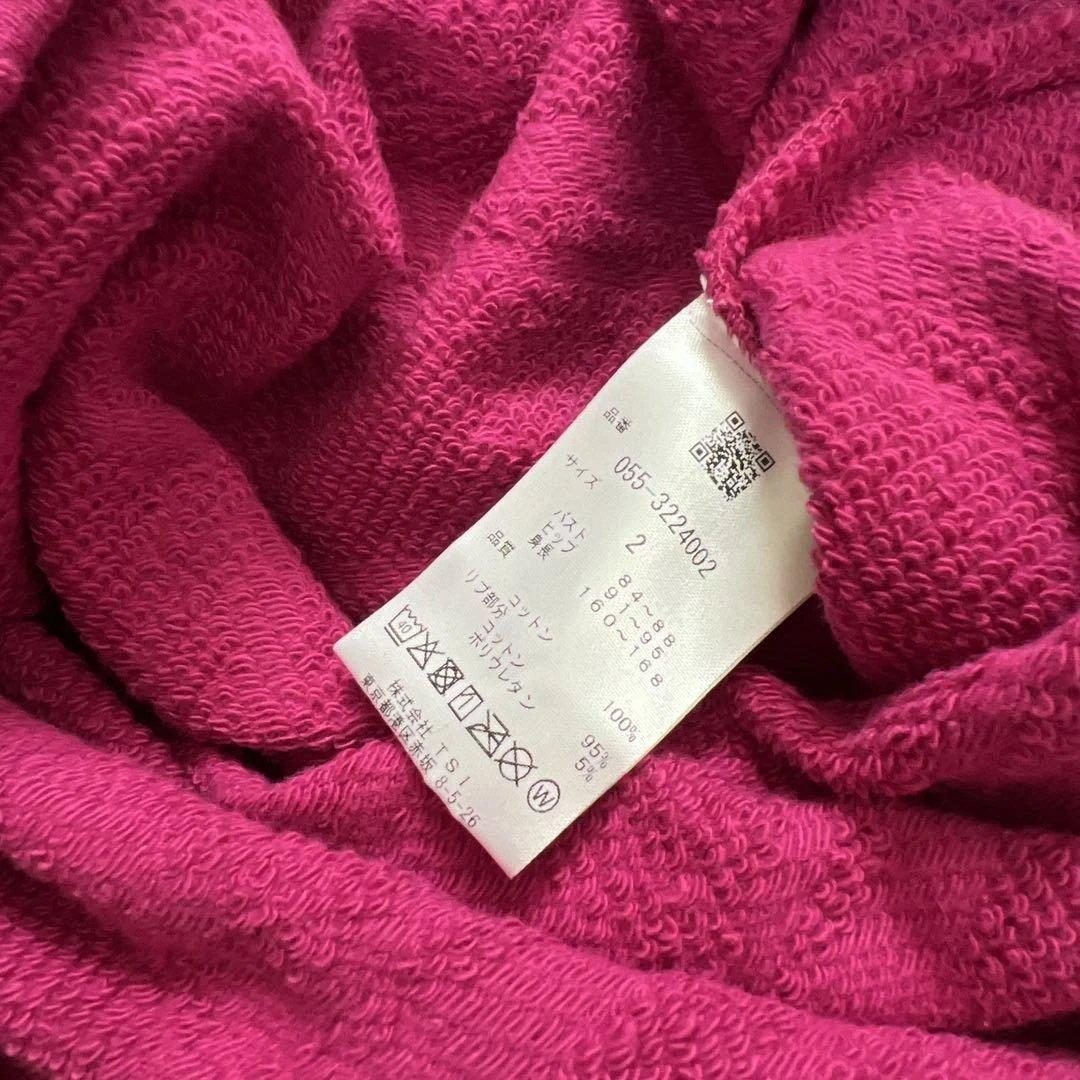 品番
055-3224002
サイズ
2
バスト 84~88
ヒップ 91~95
身長 160~168
品質
コットン 100%
リブ部分
コットン 95%
ポリウレタン 5%
40
W
株式会社TSI
東京都港区赤坂8-5-26